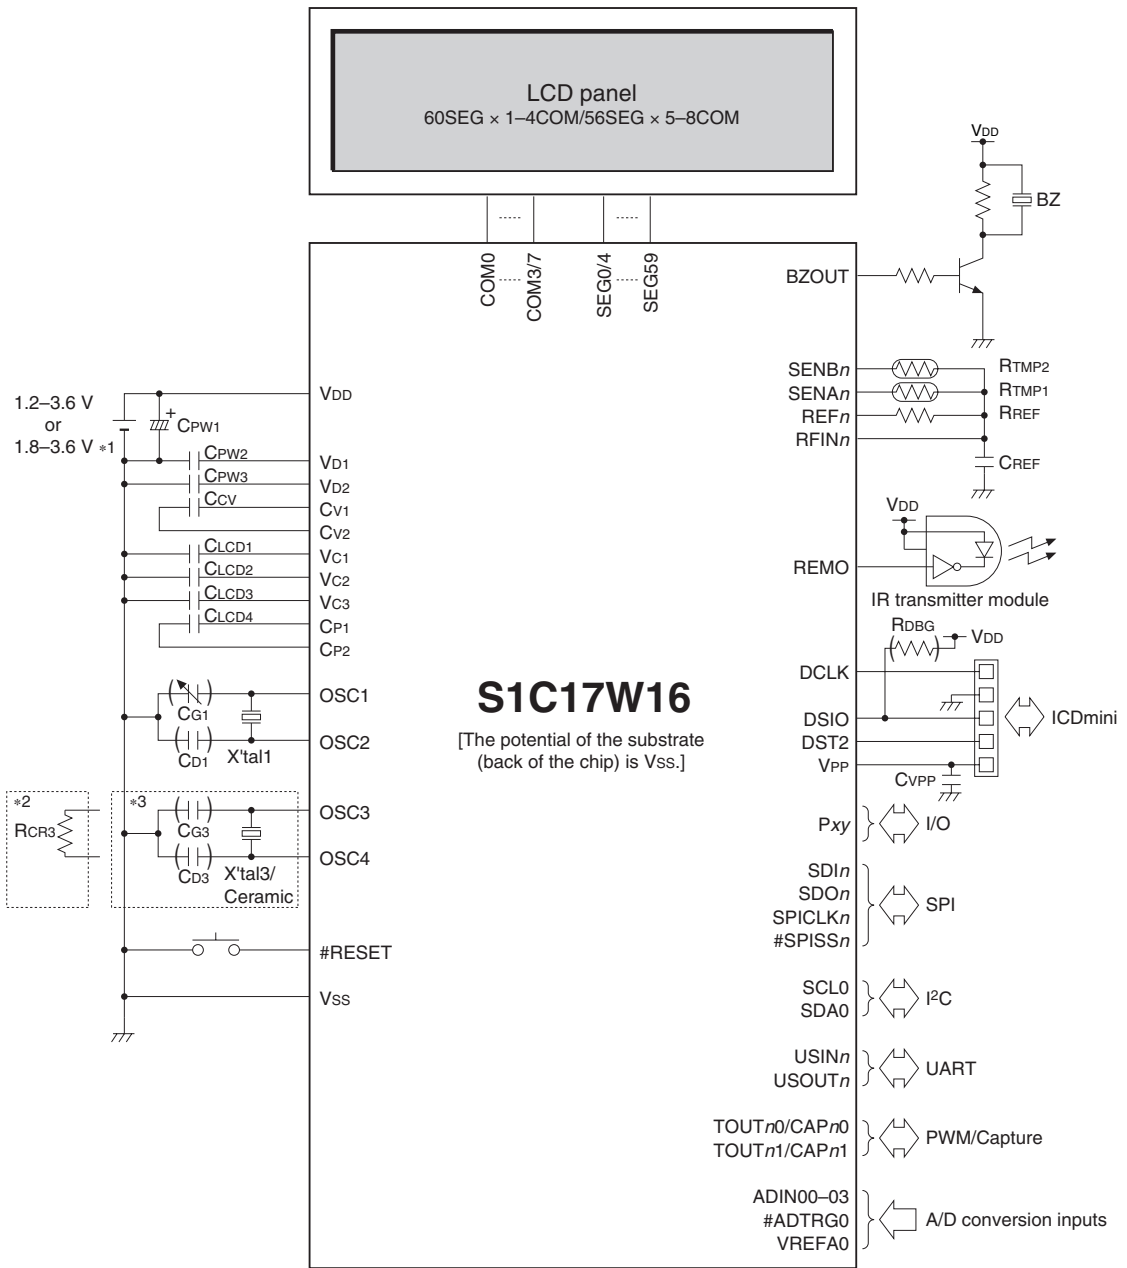 LCD panel
60SEG × 1–4COM/56SEG × 5–8COM
COM0
COM3/7
SEG0/4
SEG59
VDD
BZ
BZOUT
SENBn
RTMP2
SENAn
RTMP1
REFn
RREF
RFINn
CREF
1.2–3.6 V
or
1.8–3.6 V *1
VDD
+
CPW1
CPW2
VD1
CPW3
VD2
CCV
CV1
CV2
CLCD1
VC1
CLCD2
VC2
CLCD3
VC3
CLCD4
CP1
CP2
VDD
REMO
IR transmitter module
RDBG
VDD
DCLK
DSIO
DST2
VPP
CVPP
ICDmini
OSC1
CG1
OSC2
CD1
X'tal1
S1C17W16
[The potential of the substrate
(back of the chip) is VSS.]
*2
RCR3
*3
OSC3
CG3
OSC4
CD3
X'tal3/
Ceramic
#RESET
VSS
Pxy
I/O
SDIn
SDOn
SPICLKn
#SPISSn
SPI
SCL0
SDA0
I2C
USINn
USOUTn
UART
TOUTn0/CAPn0
TOUTn1/CAPn1
PWM/Capture
ADIN00–03
#ADTRG0
VREFA0
A/D conversion inputs